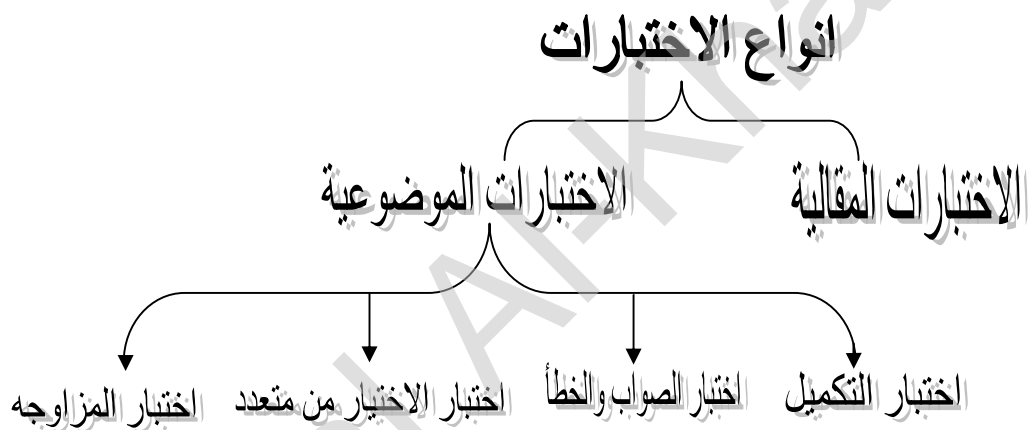 انواع الاختبارات
الاختبارات المقالية
الاختبارات الموضوعية
اختبار التكميل
اختبار الصواب والخطأ
اختبار الاختيار من متعدد
اختبار المزاوجه